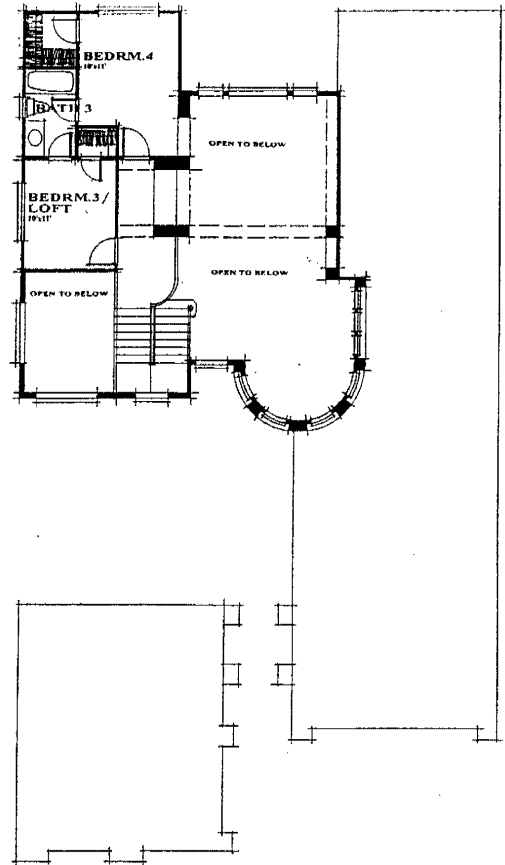 BEDRM.4
10'x11'
BATH 3
OPEN TO BELOW
BEDRM.3/
LOFT
10'x11'
OPEN TO BELOW
OPEN TO BELOW